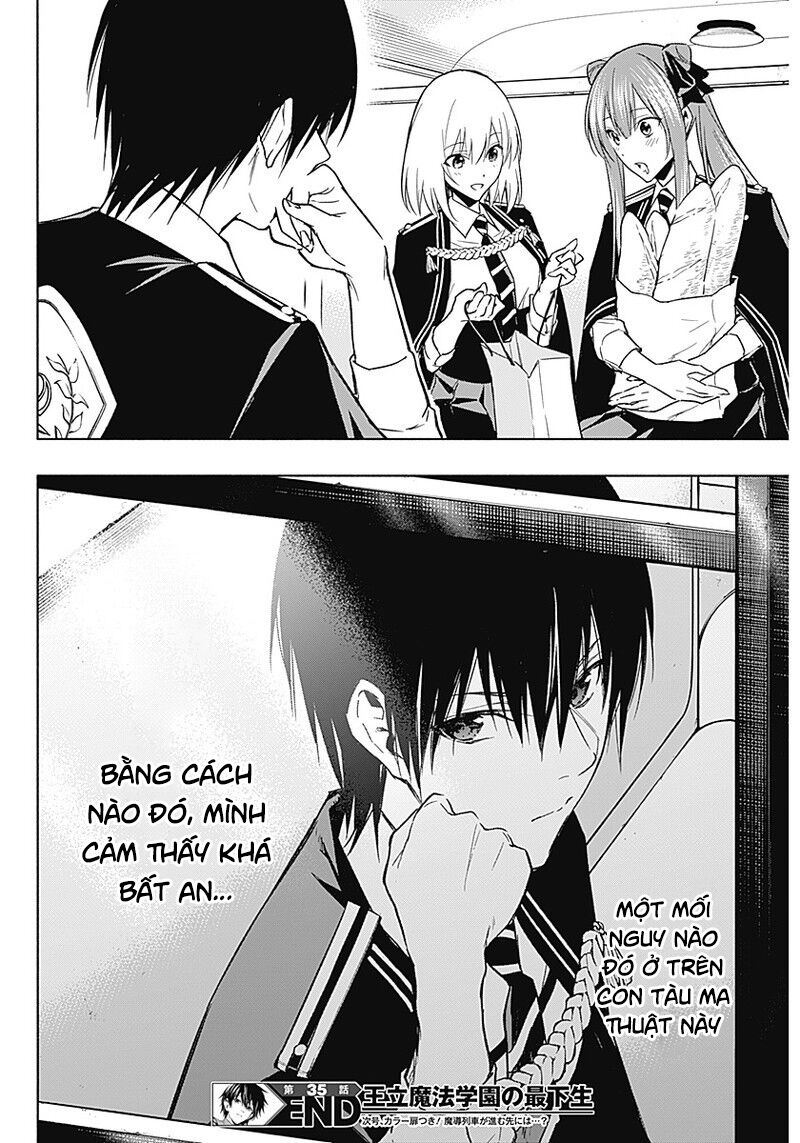 BẰNG CÁCH
NÀO ĐÓ, MÌNH
CẢM THẤY KHÁ
BẤT AN...
MỘT MỐI
NGUY NÀO
ĐÓ Ở TRÊN
CON TÀU MA
THUẬT NÀY
第 35 話
END
王立魔法学園の最下生
次号、カラー扉つき! 魔導列車が進む先には…?